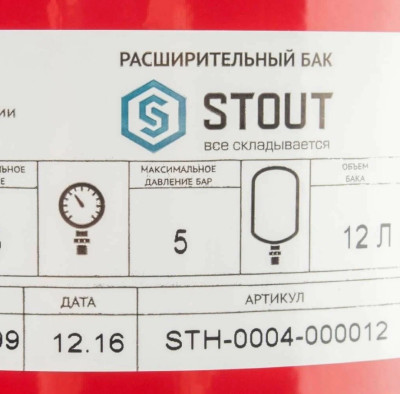 РАСШИРИТЕЛЬНЫЙ БАК
STOUT
все складывается
МАКСИМАЛЬНОЕ
ДАВЛЕНИЕ БАР
ОБЪЕМ
БАКА
5
12 Л
ДАТА
АРТИКУЛ
12.16
STH-0004-000012